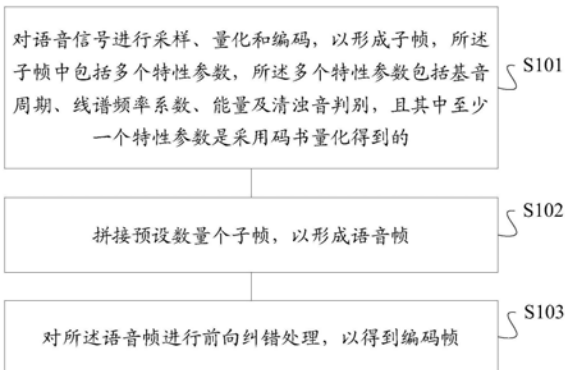 对语音信号进行采样、量化和编码，以形成子帧，所述
子帧中包括多个特性参数，所述多个特性参数包括基音
周期、线谱频率系数、能量及清浊音判别，且其中至少
一个特性参数是采用码书量化得到的
S101
拼接预设数量个子帧，以形成语音帧
S102
对所述语音帧进行前向纠错处理，以得到编码帧
S103